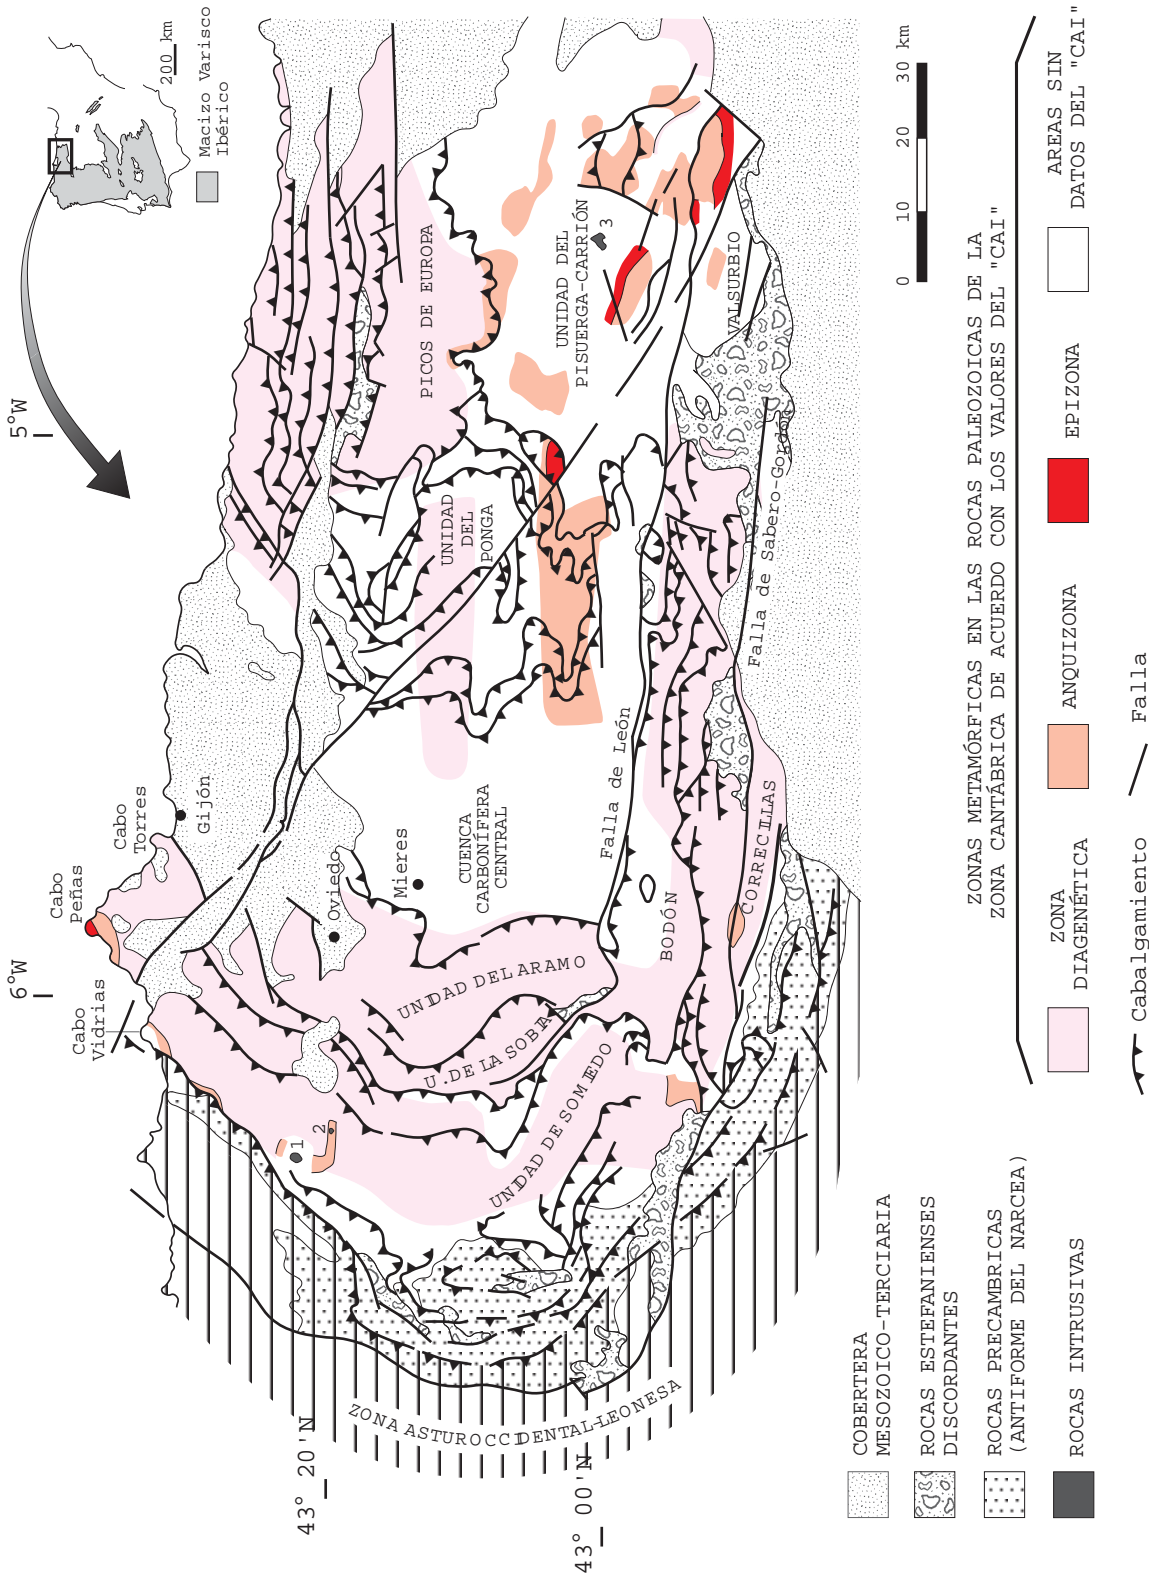 5°W
6°W
200 km
Macizo Varisco
Ibérico
Cabo
Peñas
Cabo
Torres
Gijón
Cabo
Vidrias
Oviedo
Mieres
CUENCA
CARBONÍFERA
CENTRAL
UNIDAD DEL ARAMO
U. DE LA SOBIA
UNIDAD DE SOMIEDO
1
2
3
UNIDAD
DEL
PONGA
PICOS DE EUROPA
UNIDAD DEL
PISUERGA-CARRIÓN
VALSURBIO
BODÓN
CORRECILLAS
Falla de León
Falla de Sabero-Gordón
ZONA ASTUROCCIDENTAL-LEONESA
43° 20'N
43° 00'N
0 10 20 30 km
COBERTERA
MESOZOICO-TERCIARIA
ROCAS ESTEFANIENSES
DISCORDANTES
ROCAS PRECAMBRICAS
(ANTIFORME DEL NARCEA)
ROCAS INTRUSIVAS
ZONAS METAMÓRFICAS EN LAS ROCAS PALEOZOICAS DE LA
ZONA CANTÁBRICA DE ACUERDO CON LOS VALORES DEL "CAI"
ZONA
DIAGENÉTICA
ANQUIZONA
EPIZONA
AREAS SIN
DATOS DEL "CAI"
Cabalgamiento
Falla